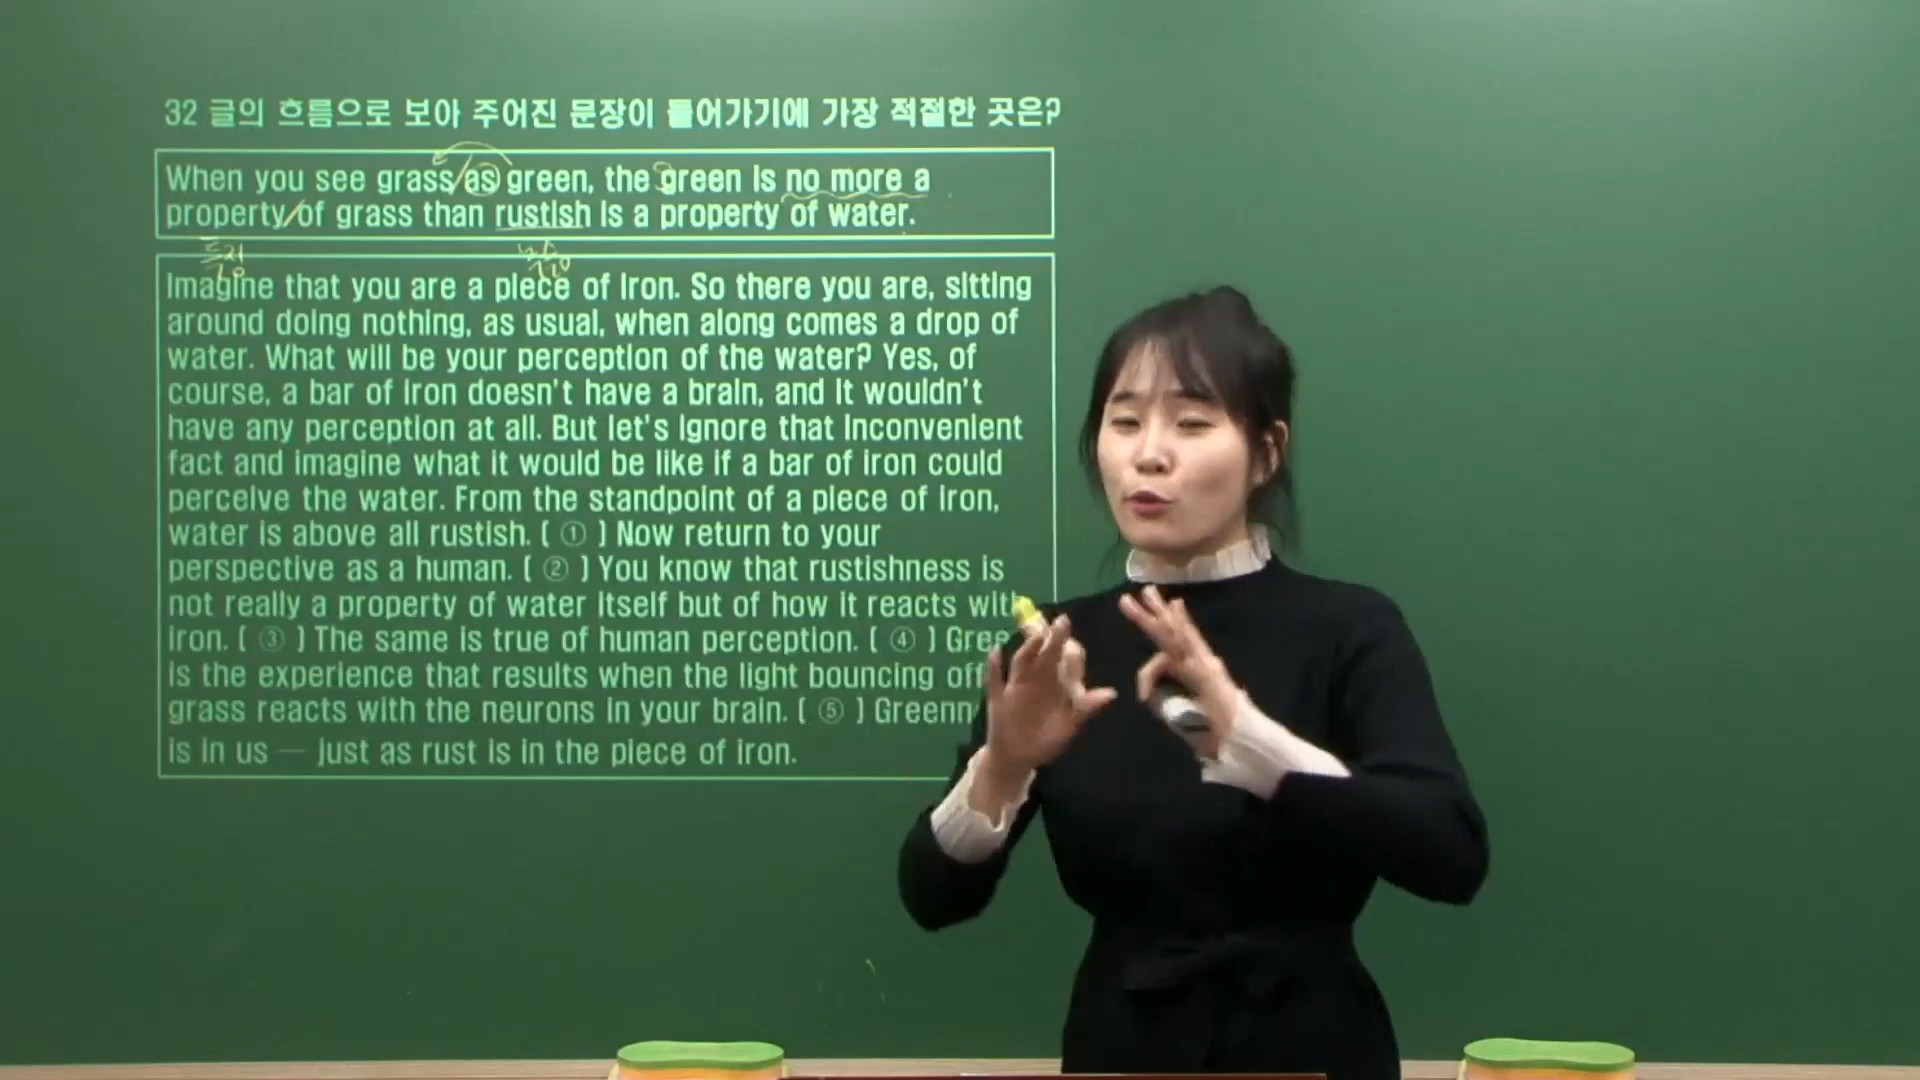 32 글의 흐름으로 보아 주어진 문장이 들어가기에 가장 적절한 곳은?
When you see grass as green, the green is no more a
property of grass than rustish is a property of water.
Imagine that you are a piece of iron. So there you are, sitting
around doing nothing, as usual, when along comes a drop of
water. What will be your perception of the water? Yes, of
course, a bar of iron doesn't have a brain, and it wouldn't
have any perception at all. But let's ignore that inconvenient
fact and imagine what it would be like if a bar of iron could
perceive the water. From the standpoint of a piece of iron,
water is above all rustish. ( ① ) Now return to your
perspective as a human. ( ② ) You know that rustishness is
not really a property of water itself but of how it reacts with
iron. ( ③ ) The same is true of human perception. ( ④ ) Gree
is the experience that results when the light bouncing off
grass reacts with the neurons in your brain. ( ⑤ ) Greenn
is in us — just as rust is in the piece of iron.